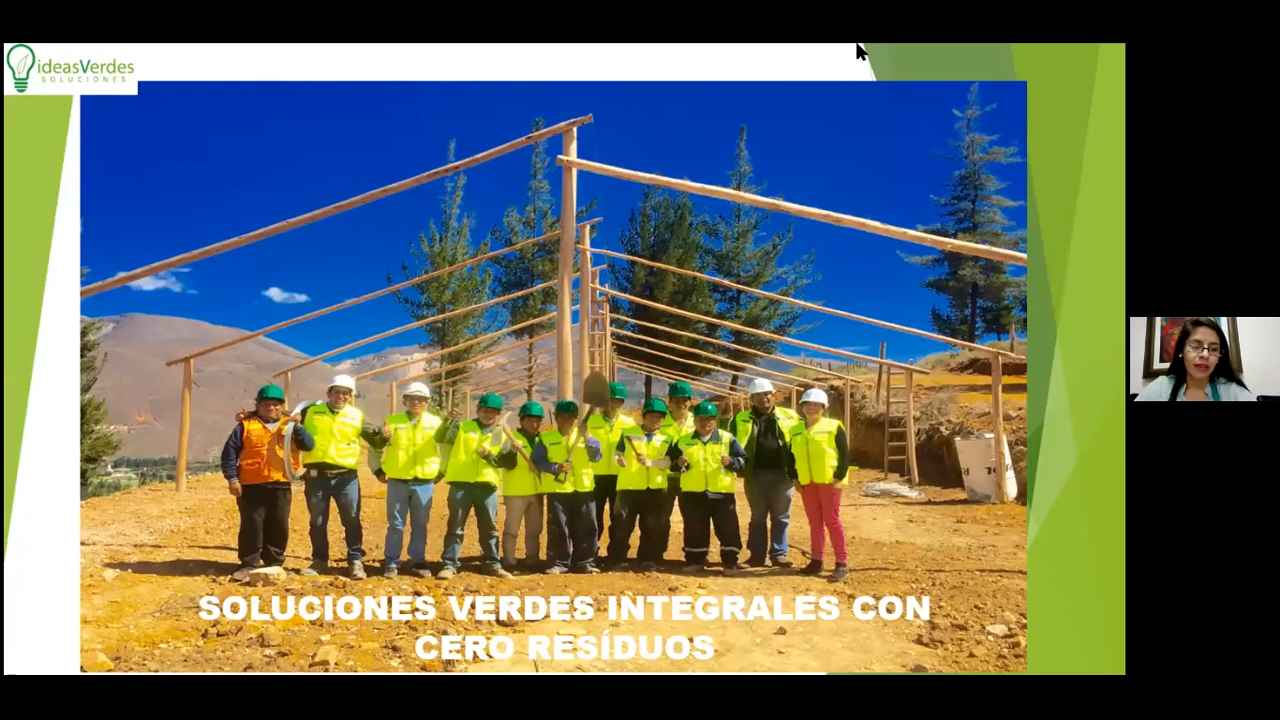 ideasVerdes
SOLUCIONES
SOLUCIONES VERDES INTEGRALES CON
CERO RESÍDUOS